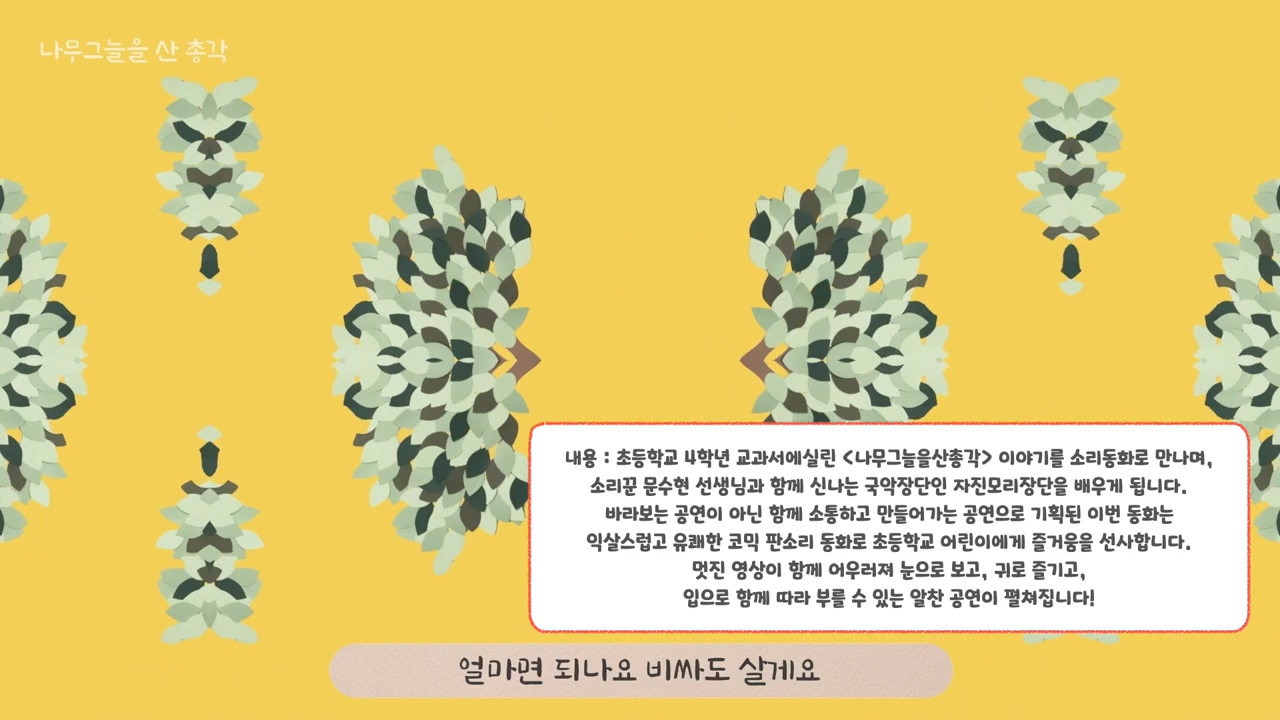 나무그늘을 산 총각
내용 : 초등학교 4학년 교과서에실린 <나무그늘을산총각> 이야기를 소리동화로 만나며,
소리꾼 문수현 선생님과 함께 신나는 국악장단인 자진모리장단을 배우게 됩니다.
바라보는 공연이 아닌 함께 소통하고 만들어가는 공연으로 기획된 이번 동화는
익살스럽고 유쾌한 코믹 판소리 동화로 초등학교 어린이에게 즐거움을 선사합니다.
멋진 영상이 함께 어우러져 눈으로 보고, 귀로 즐기고,
입으로 함께 따라 부를 수 있는 알찬 공연이 펼쳐집니다!
얼마면 되나요 비싸도 살게요